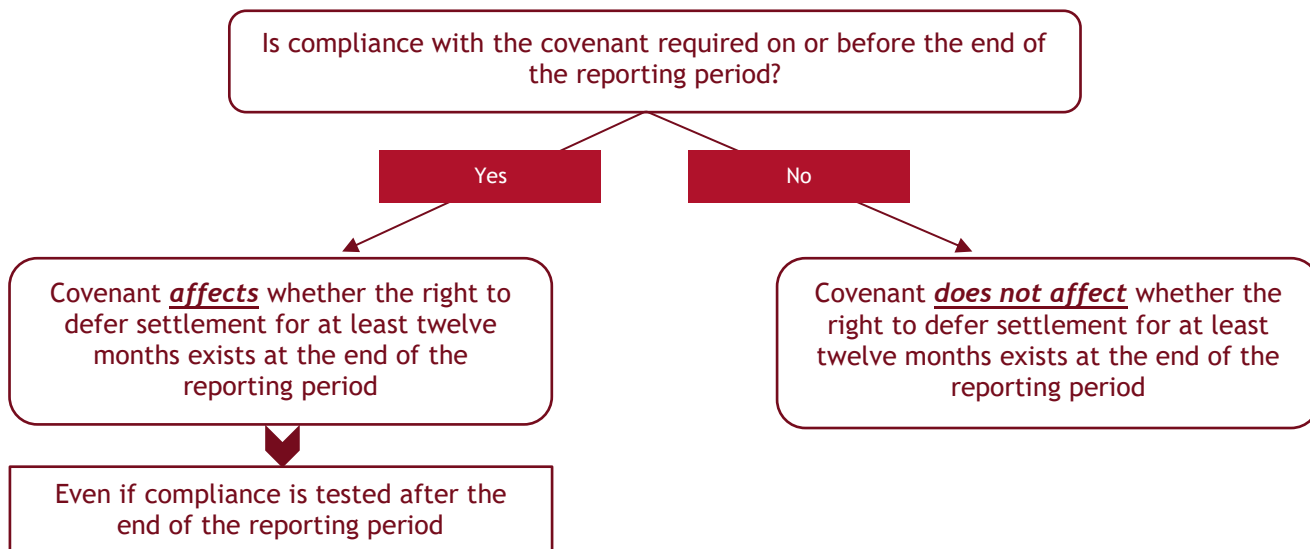 Is compliance with the covenant required on or before the end of
the reporting period?
Yes
No
Covenant affects whether the right to
defer settlement for at least twelve
months exists at the end of the
reporting period
Covenant does not affect whether the
right to defer settlement for at least
twelve months exists at the end of the
reporting period
Even if compliance is tested after the
end of the reporting period